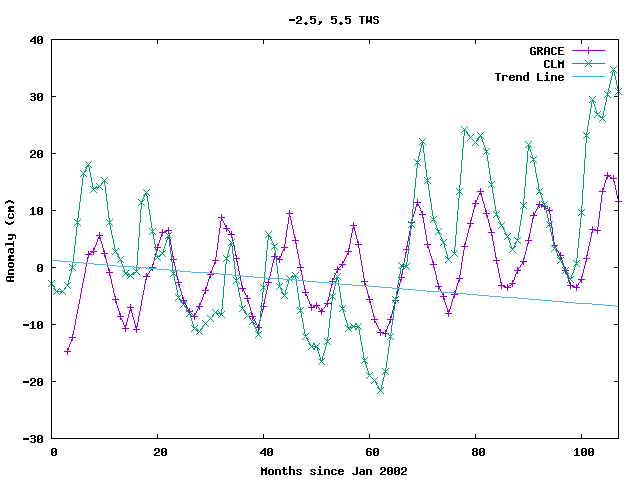 -2.5, 5.5 TWS
GRACE
CLM
Trend Line
40
30
20
10
0
-10
-20
-30
Anomaly (cm)
0 20 40 60 80 100
Months since Jan 2002